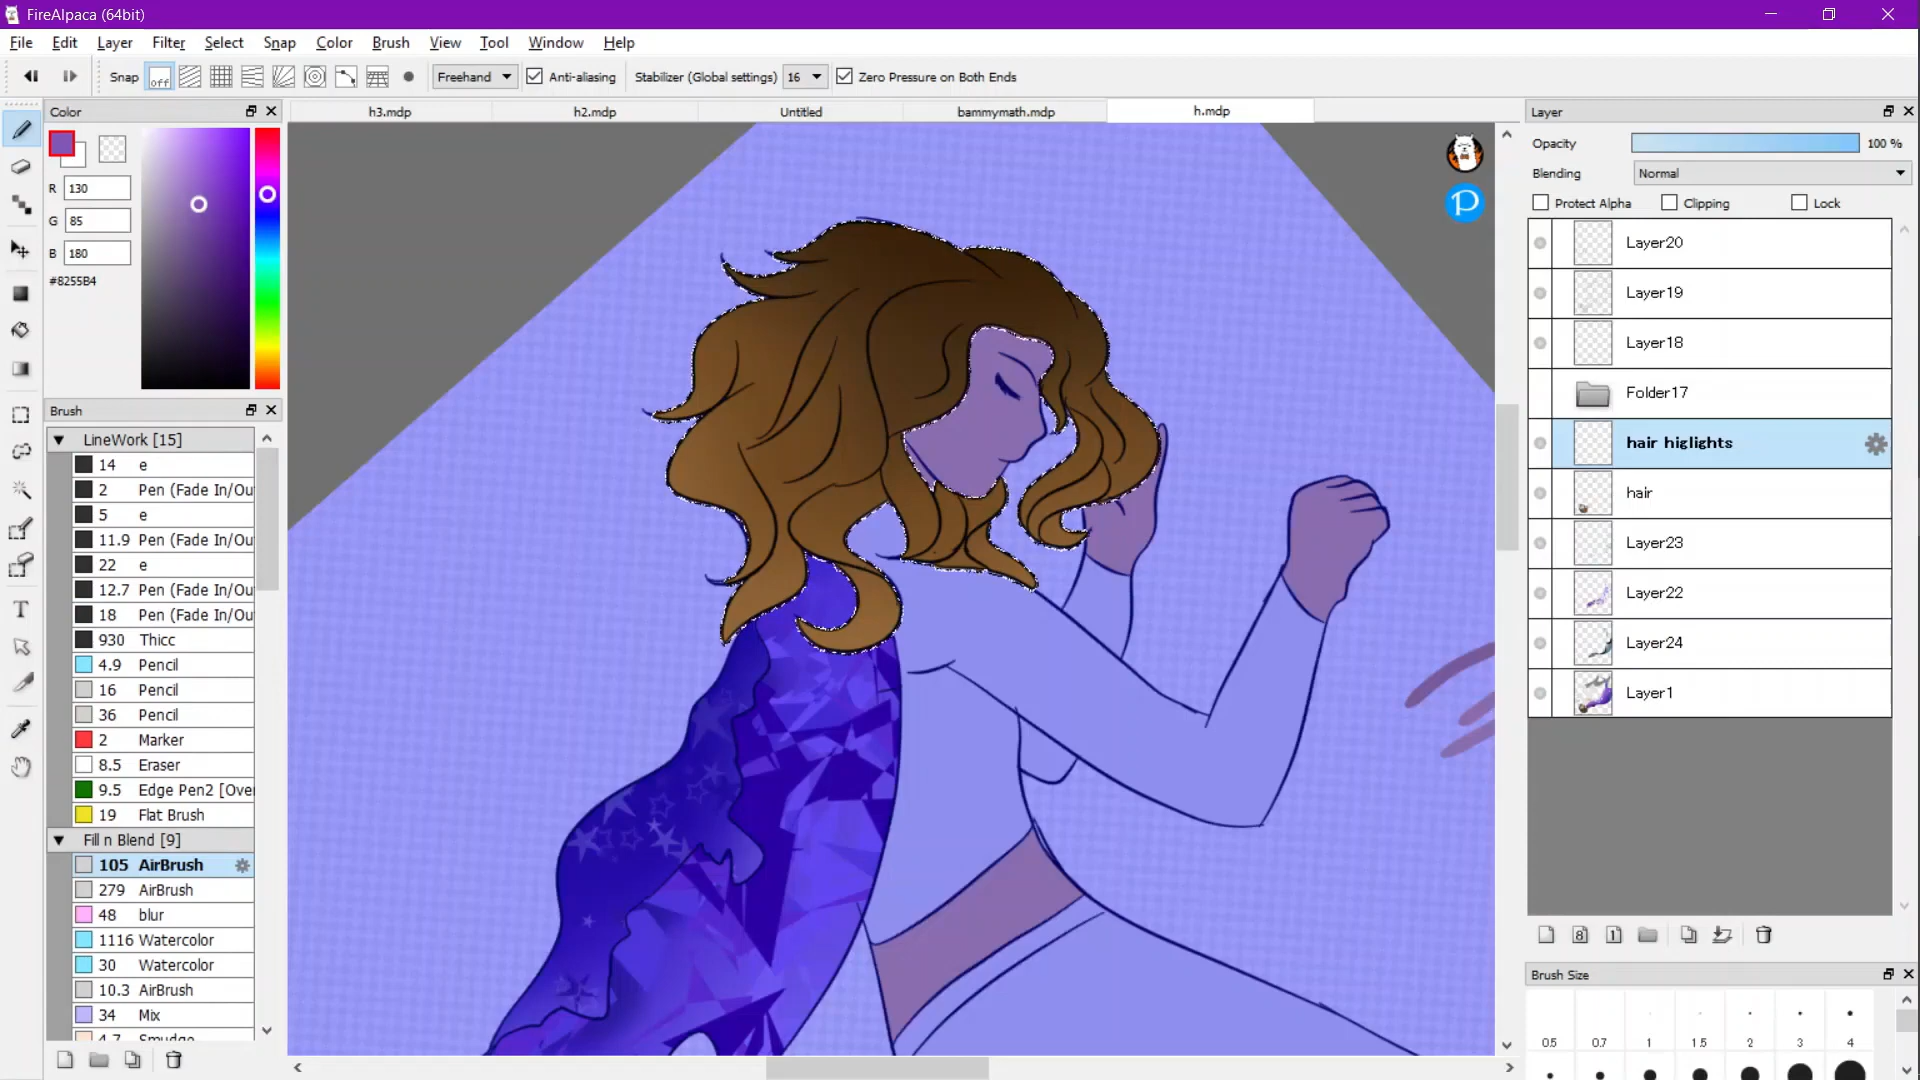 FireAlpaca (64bit)
File Edit Layer Filter Select Snap Color Brush View Tool Window Help
Snap off Freehand Anti-aliasing Stabilizer (Global settings) 16 Zero Pressure on Both Ends
Color
R 130
G 85
B 180
#8255B4
Brush
LineWork [15]
14 e
2 Pen (Fade In/Ou
5 e
11.9 Pen (Fade In/Ou
22 e
12.7 Pen (Fade In/Ou
18 Pen (Fade In/Ou
930 Thicc
4.9 Pencil
16 Pencil
36 Pencil
2 Marker
8.5 Eraser
9.5 Edge Pen2 [Over
19 Flat Brush
Fill n Blend [9]
105 AirBrush
279 AirBrush
48 blur
1116 Watercolor
30 Watercolor
10.3 AirBrush
34 Mix
4.7 Smudge
h3.mdp h2.mdp Untitled bammymath.mdp h.mdp
P
Layer
Opacity 100 %
Blending Normal
Protect Alpha Clipping Lock
Layer20
Layer19
Layer18
Folder17
hair higlights
hair
Layer23
Layer22
Layer24
Layer1
8 1
Brush Size
0.5 0.7 1 1.5 2 3 4
T